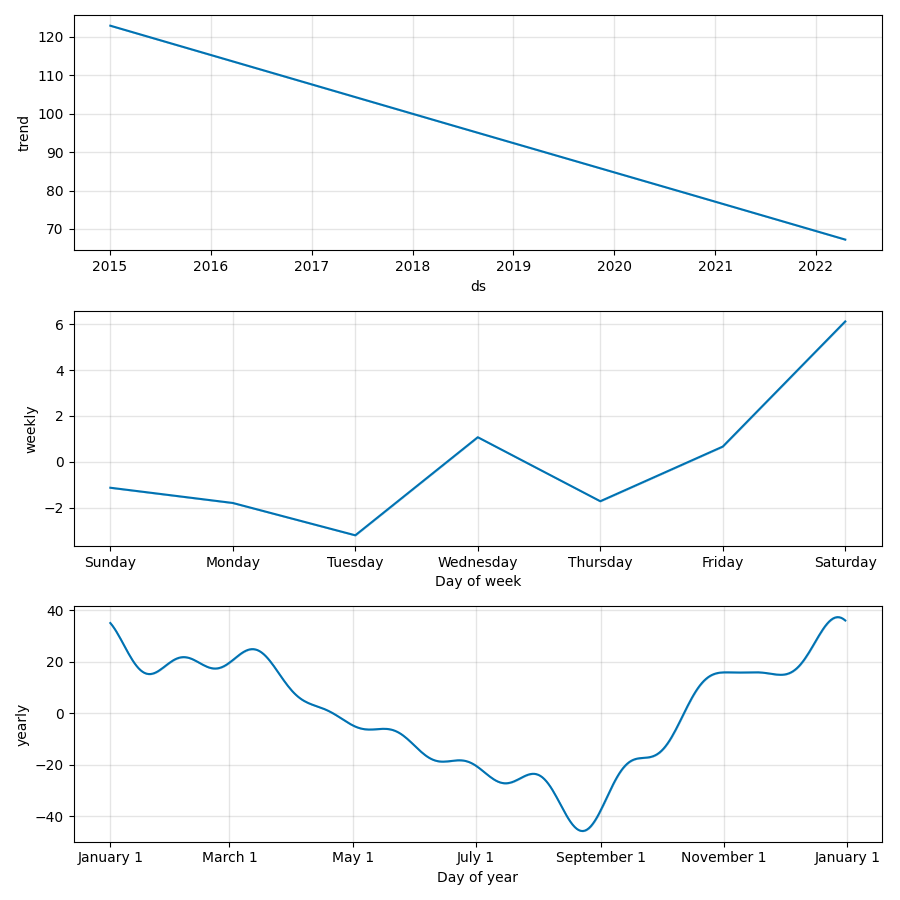 120
110
100
90
80
70
trend
2015 2016 2017 2018 2019 2020 2021 2022
ds
6
4
2
0
−2
weekly
Sunday Monday Tuesday Wednesday Thursday Friday Saturday
Day of week
40
20
0
−20
−40
yearly
January 1 March 1 May 1 July 1 September 1 November 1 January 1
Day of year